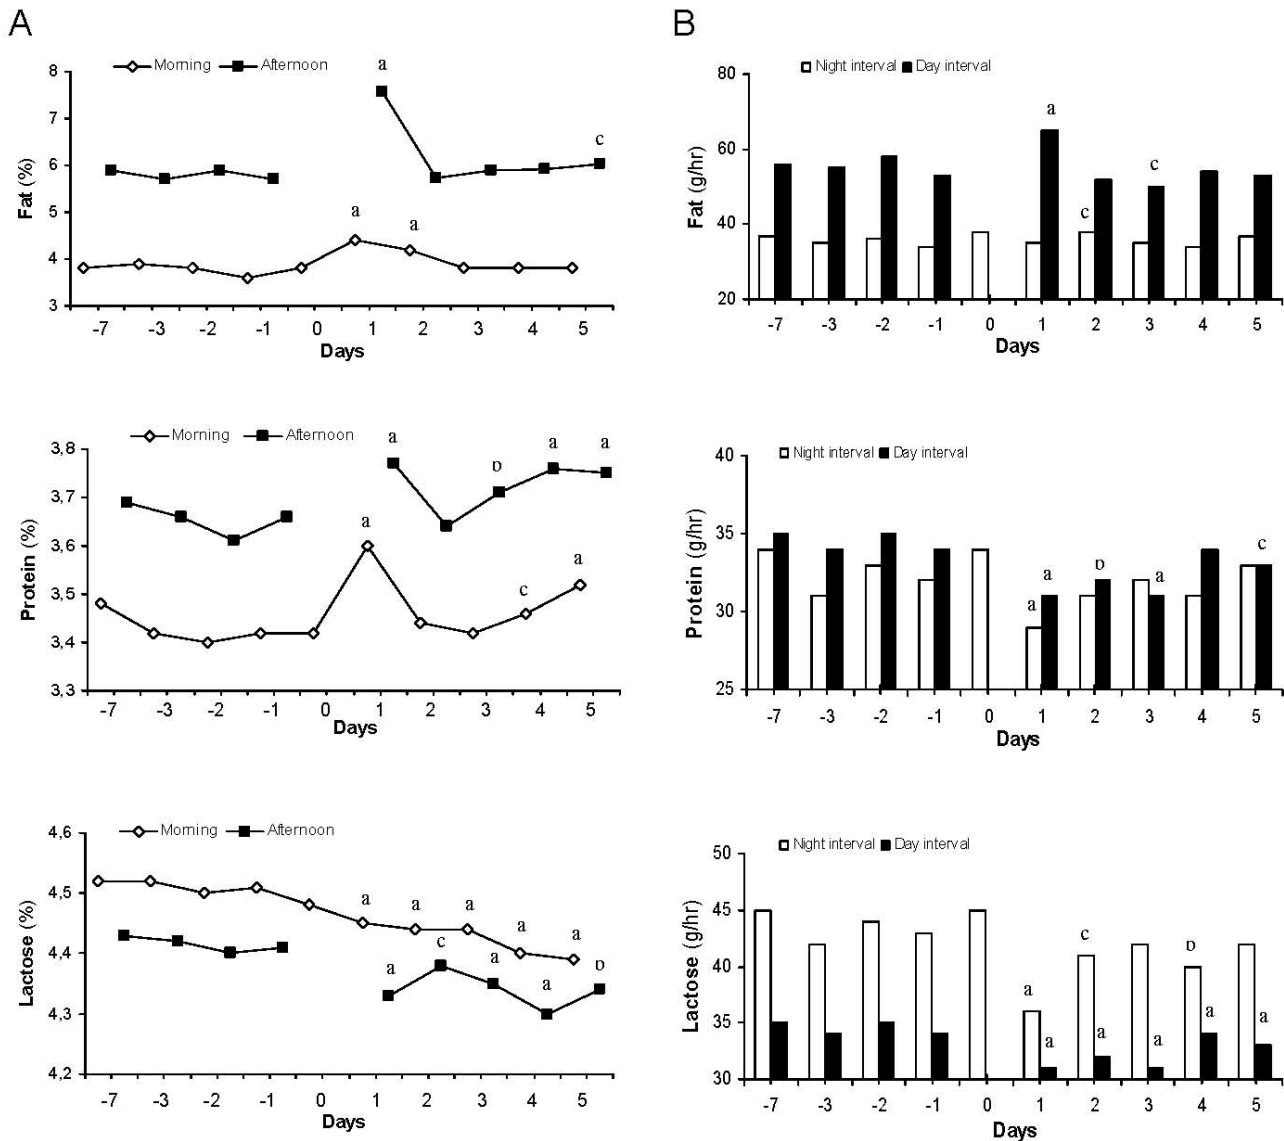 A
B
Morning Afternoon
a
c
a
a
8
7
6
5
4
3
Fat (%)
-7 -3 -2 -1 0 1 2 3 4 5
Days
Night interval Day interval
a
c
c
80
60
40
20
Fat (g/hr)
-7 -3 -2 -1 0 1 2 3 4 5
Days
Morning Afternoon
a
a
a
a
a
c
3,8
3,7
3,6
3,5
3,4
3,3
Protein (%)
-7 -3 -2 -1 0 1 2 3 4 5
Days
Night interval Day interval
c
a
a
a
40
35
30
25
Protein (g/hr)
-7 -3 -2 -1 0 1 2 3 4 5
Days
Morning Afternoon
a a a a a
a c a a
4,6
4,5
4,4
4,3
4,2
Lactose (%)
-7 -3 -2 -1 0 1 2 3 4 5
Days
Night interval Day interval
c
a
a a a a a
50
45
40
35
30
Lactose (g/hr)
-7 -3 -2 -1 0 1 2 3 4 5
Days